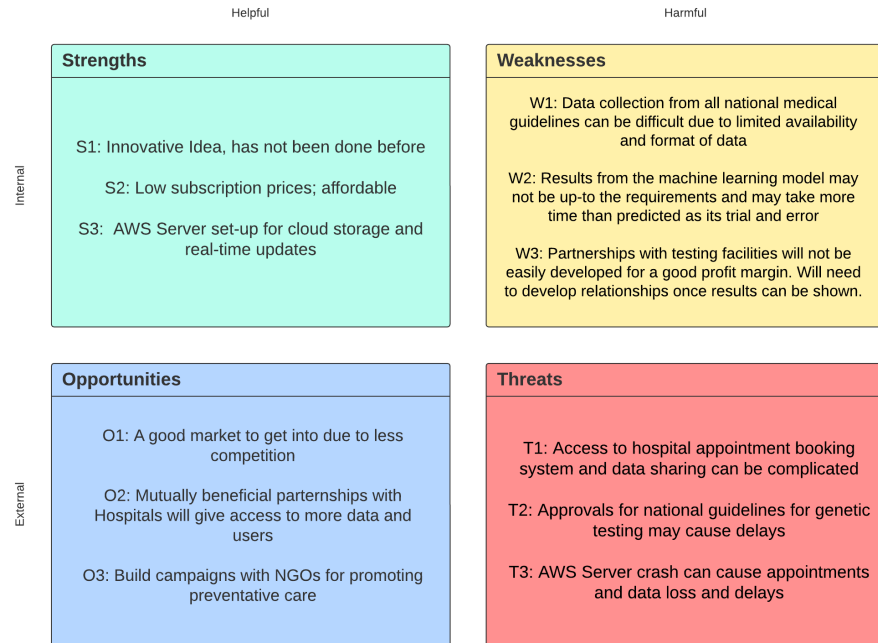 Helpful
Harmful
Internal
Strengths
S1: Innovative Idea, has not been done before
S2: Low subscription prices; affordable
S3: AWS Server set-up for cloud storage and
real-time updates
Weaknesses
W1: Data collection from all national medical
guidelines can be difficult due to limited availability
and format of data
W2: Results from the machine learning model may
not be up-to the requirements and may take more
time than predicted as its trial and error
W3: Partnerships with testing facilities will not be
easily developed for a good profit margin. Will need
to develop relationships once results can be shown.
External
Opportunities
O1: A good market to get into due to less
competition
O2: Mutually beneficial parternships with
Hospitals will give access to more data and
users
O3: Build campaigns with NGOs for promoting
preventative care
Threats
T1: Access to hospital appointment booking
system and data sharing can be complicated
T2: Approvals for national guidelines for genetic
testing may cause delays
T3: AWS Server crash can cause appointments
and data loss and delays